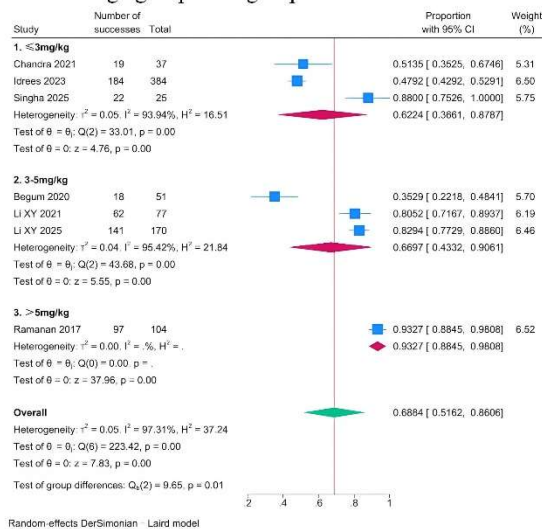 Number of Proportion Weight
Study successes Total with 95% CI (%)
1. ≤3mg/kg
Chandra 2021 19 37 0.5135 [ 0.3525, 0.6746] 5.31
Idrees 2023 184 384 0.4792 [ 0.4292, 0.5291] 6.50
Singha 2025 22 25 0.8800 [ 0.7526, 1.0000] 5.75
Heterogeneity: τ² = 0.05. I² = 93.94%, H² = 16.51 0.6224 [ 0.3661, 0.8787]
Test of θ = θᵢ: Q(2) = 33.01, p = 0.00
Test of θ = 0: z = 4.76, p = 0.00
2. 3-5mg/kg
Begum 2020 18 51 0.3529 [ 0.2218, 0.4841] 5.70
LI XY 2021 62 77 0.8052 [ 0.7167, 0.8937] 6.19
LI XY 2025 141 170 0.8294 [ 0.7729, 0.8860] 6.46
Heterogeneity: τ² = 0.04. I² = 95.42%, H² = 21.84 0.6697 [ 0.4332, 0.9061]
Test of θ = θᵢ: Q(2) = 43.68, p = 0.00
Test of θ = 0: z = 5.55, p = 0.00
3. >5mg/kg
Ramanan 2017 97 104 0.9327 [ 0.8845, 0.9808] 6.52
Heterogeneity: τ² = 0.00. I² = .%, H² = . 0.9327 [ 0.8845, 0.9808]
Test of θ = θᵢ: Q(0) = 0.00 p = .
Test of θ = 0: z = 37.96, p = 0.00
Overall 0.6884 [ 0.5162, 0.8606]
Heterogeneity: τ² = 0.05. I² = 97.31%, H² = 37.24
Test of θ = θᵢ: Q(6) = 223.42, p = 0.00
Test of θ = 0: z = 7.83, p = 0.00
Test of group differences: Qb(2) = 9.65, p = 0.01
.2 .4 .6 .8 1
Random-effects DerSimonian Laird model